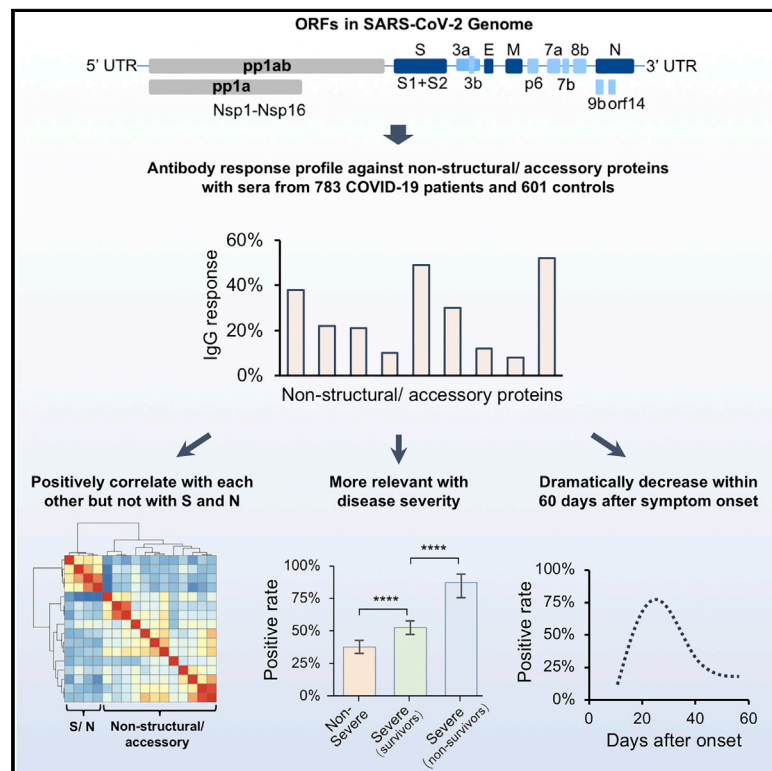 ORFs in SARS-CoV-2 Genome
S 3a E M 7a 8b N
5' UTR pp1ab 3' UTR
pp1a S1+S2 3b p6 7b
Nsp1-Nsp16 9b orf14
Antibody response profile against non-structural/ accessory proteins
with sera from 783 COVID-19 patients and 601 controls
60%
40%
20%
0%
IgG response
Non-structural/ accessory proteins
Positively correlate with each
other but not with S and N
S/ N
Non-structural/
accessory
More relevant with
disease severity
100%
75%
50%
25%
0%
Positive rate
****
****
Non-
Severe
Severe
(survivors)
Severe
(non-survivors)
Dramatically decrease within
60 days after symptom onset
100%
75%
50%
25%
0%
Positive rate
0 20 40 60
Days after onset